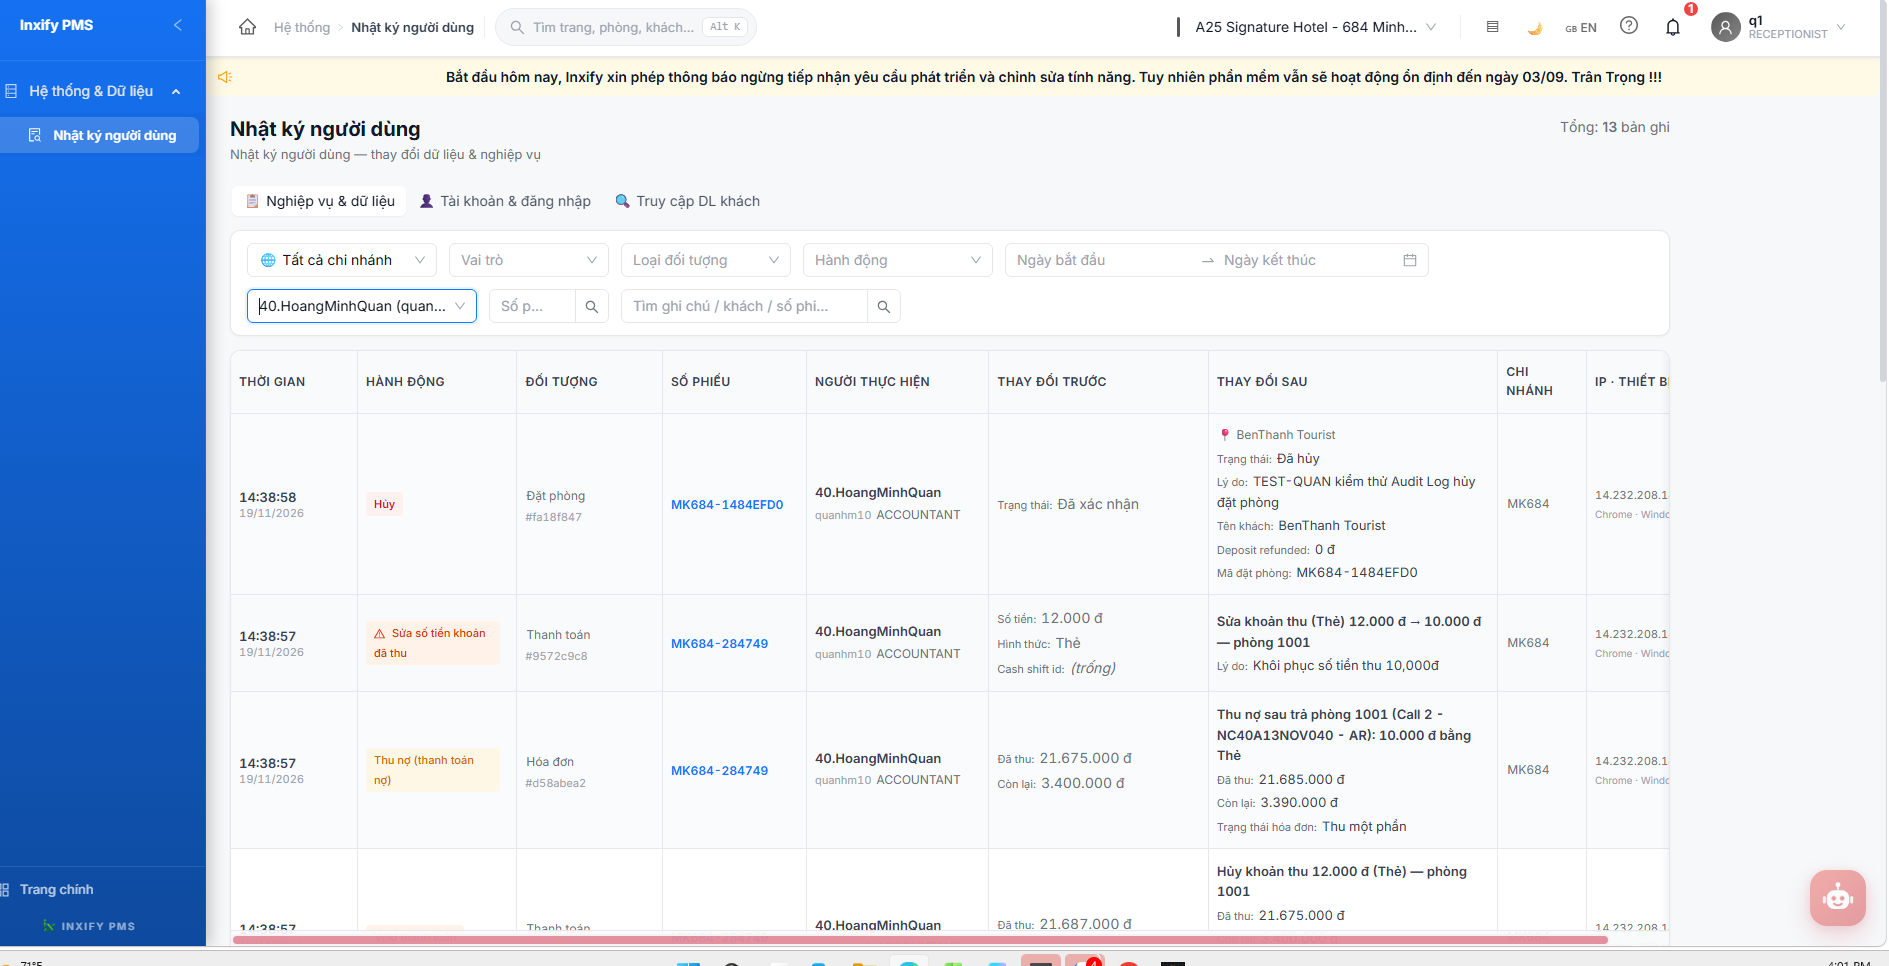 Inxify PMS
Hệ thống & Dữ liệu
Nhật ký người dùng
Trang chính
INXIFY PMS
Hệ thống > Nhật ký người dùng
Tìm trang, phòng, khách... Alt K
A25 Signature Hotel - 684 Minh...
GB EN
1
q1
RECEPTIONIST
Bắt đầu hôm nay, Inxify xin phép thông báo ngừng tiếp nhận yêu cầu phát triển và chỉnh sửa tính năng. Tuy nhiên phần mềm vẫn sẽ hoạt động ổn định đến ngày 03/09. Trân Trọng !!!
Nhật ký người dùng
Tổng: 13 bản ghi
Nhật ký người dùng — thay đổi dữ liệu & nghiệp vụ
Nghiệp vụ & dữ liệu
Tài khoản & đăng nhập
Truy cập DL khách
Tất cả chi nhánh
Vai trò
Loại đối tượng
Hành động
Ngày bắt đầu → Ngày kết thúc
40.HoangMinhQuan (quan...
Số p...
Tìm ghi chú / khách / số phi...
THỜI GIAN
HÀNH ĐỘNG
ĐỐI TƯỢNG
SỐ PHIẾU
NGƯỜI THỰC HIỆN
THAY ĐỔI TRƯỚC
THAY ĐỔI SAU
CHI NHÁNH
IP · THIẾT B
14:38:58
19/11/2026
Hủy
Đặt phòng
#fa18f847
MK684-1484EFD0
40.HoangMinhQuan
quanhm10 ACCOUNTANT
Trạng thái: Đã xác nhận
BenThanh Tourist
Trạng thái: Đã hủy
Lý do: TEST-QUAN kiểm thử Audit Log hủy
đặt phòng
Tên khách: BenThanh Tourist
Deposit refunded: 0 đ
Mã đặt phòng: MK684-1484EFD0
MK684
14.232.208.1
Chrome · Windo
14:38:57
19/11/2026
Sửa số tiền khoản
đã thu
Thanh toán
#9572c9c8
MK684-284749
40.HoangMinhQuan
quanhm10 ACCOUNTANT
Số tiền: 12.000 đ
Hình thức: Thẻ
Cash shift id: (trống)
Sửa khoản thu (Thẻ) 12.000 đ → 10.000 đ
— phòng 1001
Lý do: Khôi phục số tiền thu 10,000đ
MK684
14.232.208.1
Chrome · Windo
14:38:57
19/11/2026
Thu nợ (thanh toán
nợ)
Hóa đơn
#d58abea2
MK684-284749
40.HoangMinhQuan
quanhm10 ACCOUNTANT
Đã thu: 21.675.000 đ
Còn lại: 3.400.000 đ
Thu nợ sau trả phòng 1001 (Call 2 -
NC40A13NOV040 - AR): 10.000 đ bằng
Thẻ
Đã thu: 21.685.000 đ
Còn lại: 3.390.000 đ
Trạng thái hóa đơn: Thu một phần
MK684
14.232.208.1
Chrome · Windo
14:38:57
Thanh toán
40.HoangMinhQuan
Đã thu: 21.687.000 đ
Hủy khoản thu 12.000 đ (Thẻ) — phòng
1001
Đã thu: 21.675.000 đ
14.232.208.1
71°F
4
4:01 PM